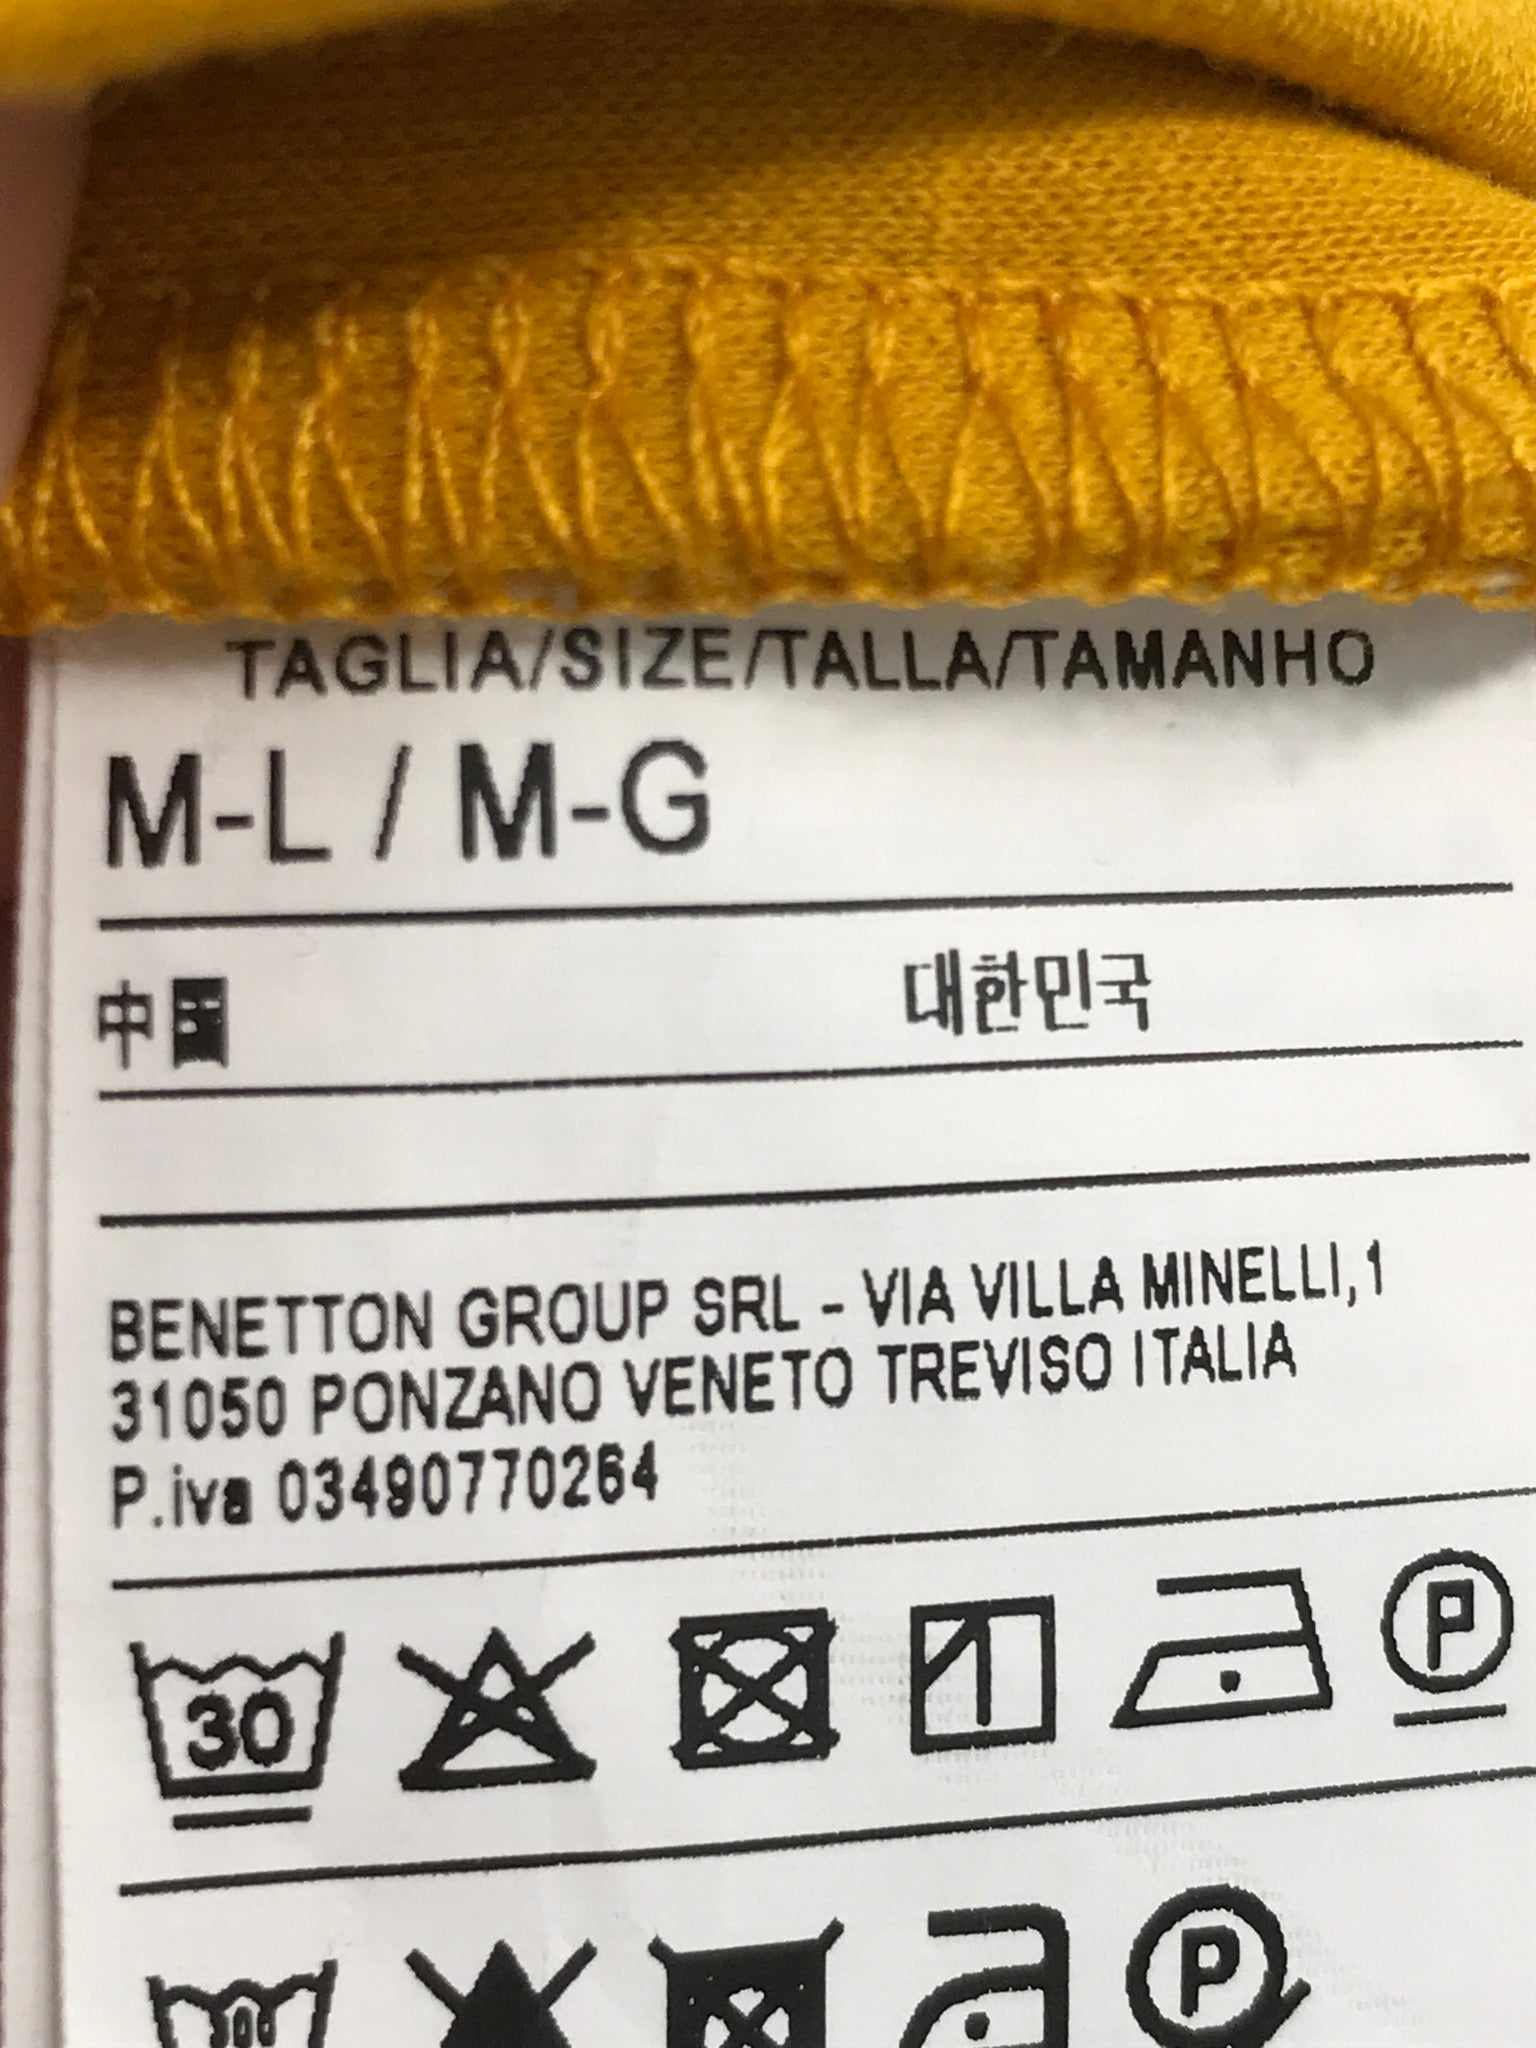 TAGLIA/SIZE/TALLA/TAMANHO
M-L / M-G
中國 대한민국
BENETTON GROUP SRL - VIA VILLA MINELLI,1
31050 PONZANO VENETO TREVISO ITALIA
P.iva 03490770264
30 P
P